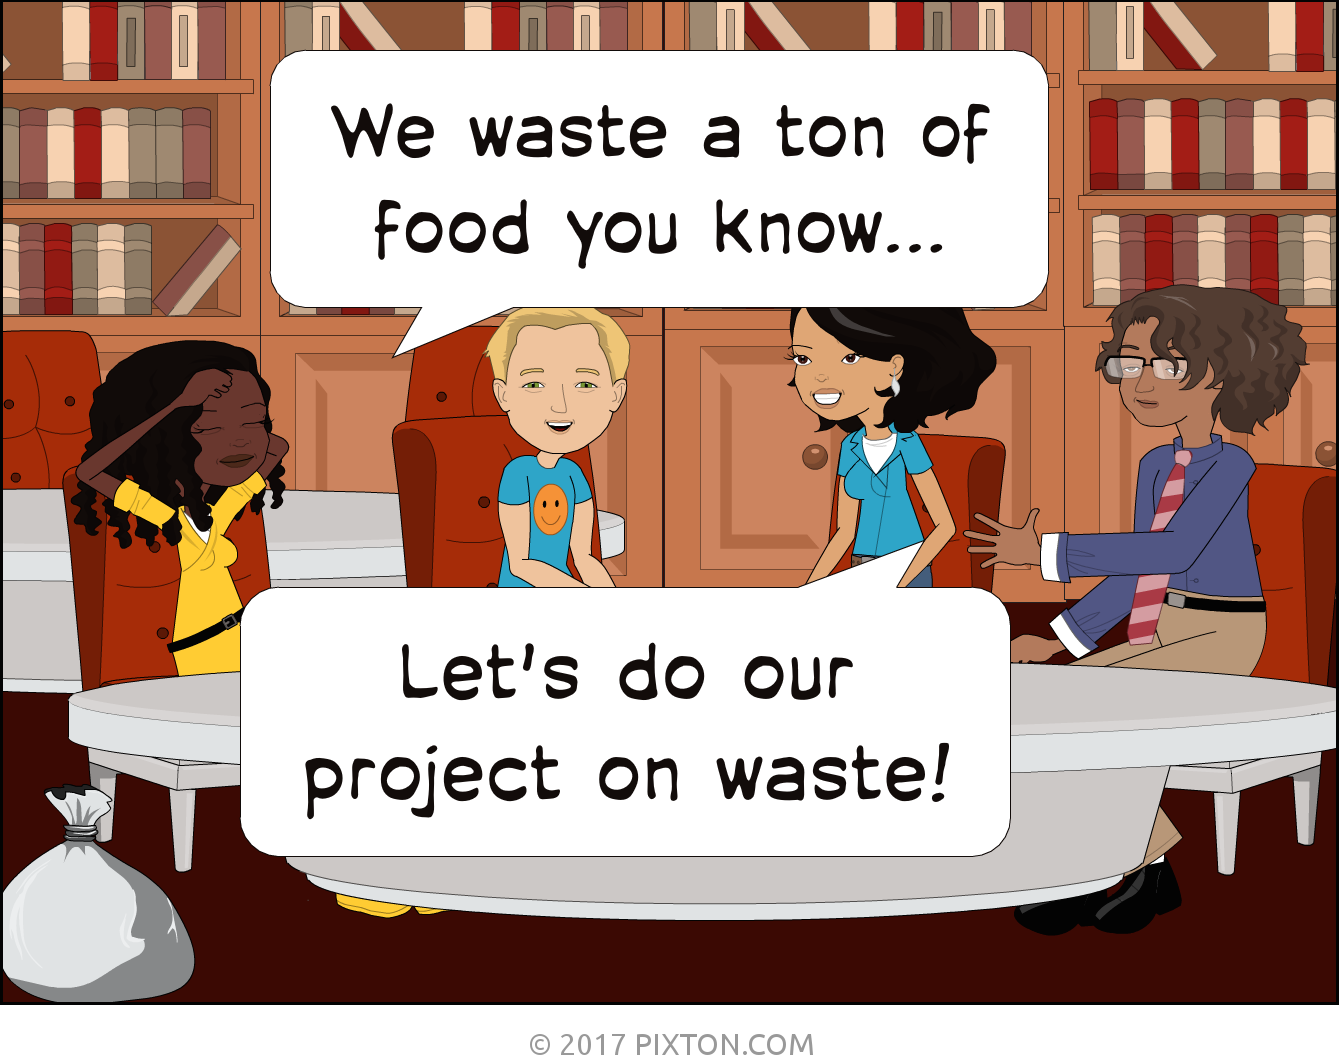 We waste a ton of
food you know...
Let's do our
project on waste!
© 2017 PIXTON.COM